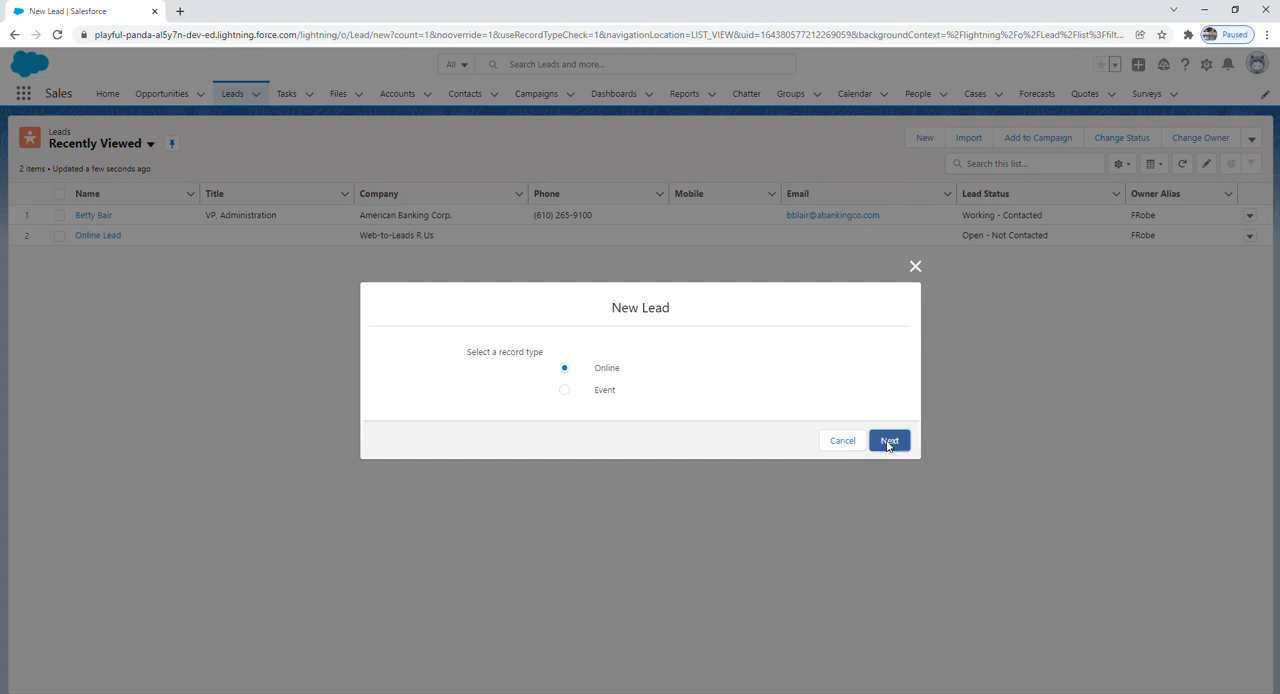 New Lead | Salesforce
playful-panda-al5y7n-dev-ed.lightning.force.com/lightning/o/Lead/new?count=1&nooverride=1&useRecordTypeCheck=1&navigationLocation=LIST_VIEW&uid=164380577212269059&backgroundContext=%2Flightning%2Fo%2FLead%2Flist%3Ffilt...
Paused
All
Search Leads and more...
Sales
Home
Opportunities
Leads
Tasks
Files
Accounts
Contacts
Campaigns
Dashboards
Reports
Chatter
Groups
Calendar
People
Cases
Forecasts
Quotes
Surveys
Leads
Recently Viewed
New
Import
Add to Campaign
Change Status
Change Owner
2 items • Updated a few seconds ago
Search this list...
Name Title Company Phone Mobile Email Lead Status Owner Alias
1 Betty Bair VP, Administration American Banking Corp. (610) 265-9100 bblair@abankingco.com Working - Contacted FRobe
2 Online Lead Web-to-Leads R Us Open - Not Contacted FRobe
New Lead
Select a record type
Online
Event
Cancel
Next